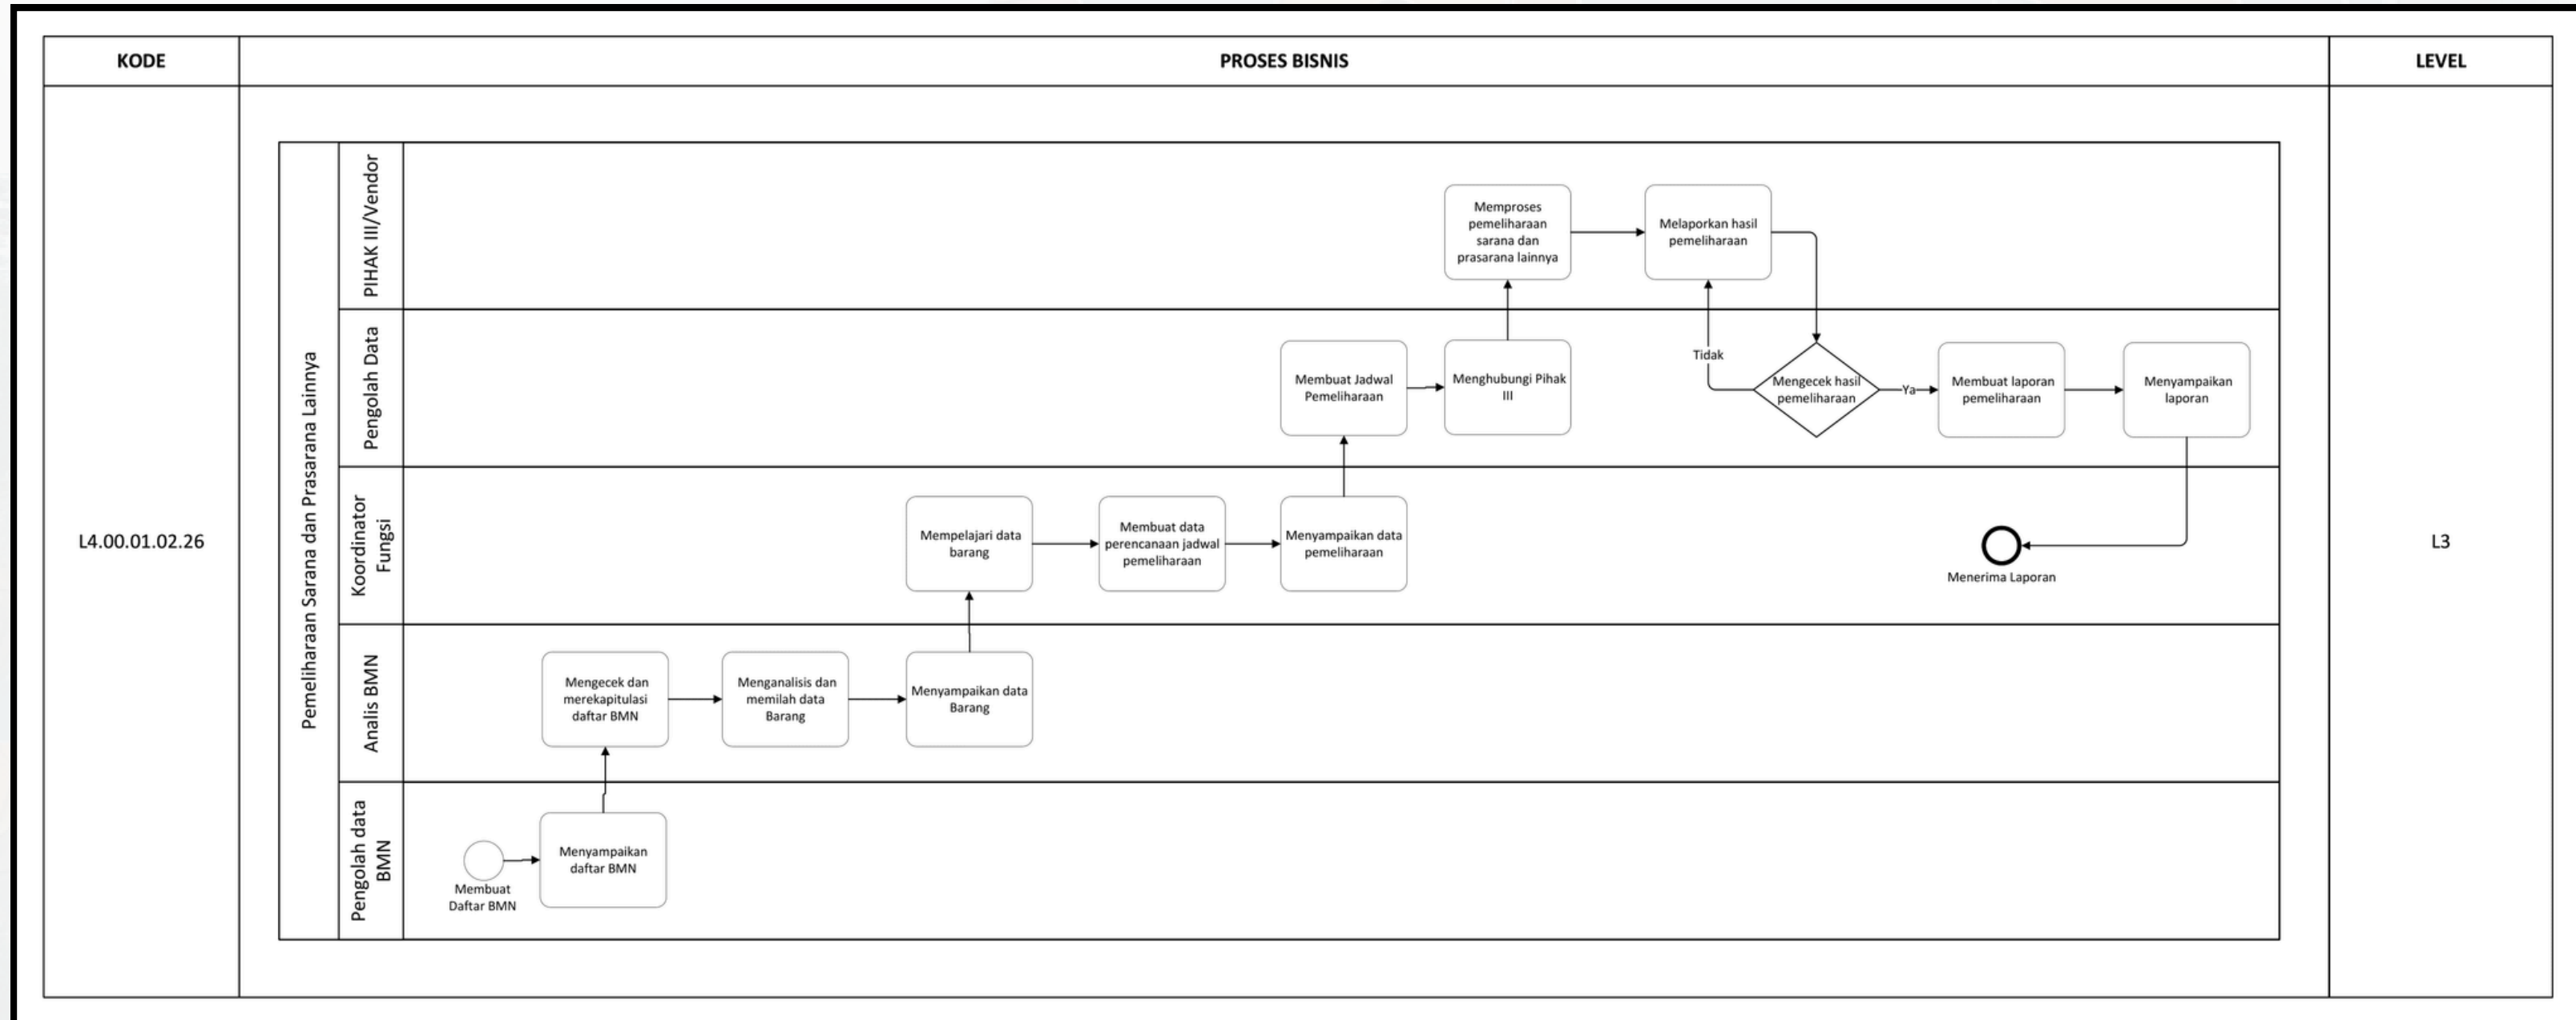 KODE
PROSES BISNIS
LEVEL
L4.00.01.02.26
L3
Pemeliharaan Sarana dan Prasarana Lainnya
PIHAK III/Vendor
Memproses
pemeliharaan
sarana dan
prasarana lainnya
Melaporkan hasil
pemeliharaan
Pengolah Data
Membuat Jadwal
Pemeliharaan
Menghubungi Pihak
III
Tidak
Mengecek hasil
pemeliharaan
Ya
Membuat laporan
pemeliharaan
Menyampaikan
laporan
Koordinator
Fungsi
Mempelajari data
barang
Membuat data
perencanaan jadwal
pemeliharaan
Menyampaikan data
pemeliharaan
Menerima Laporan
Analis BMN
Mengecek dan
merekapitulasi
daftar BMN
Menganalisis dan
memilah data
Barang
Menyampaikan data
Barang
Pengolah data
BMN
Membuat
Daftar BMN
Menyampaikan
daftar BMN